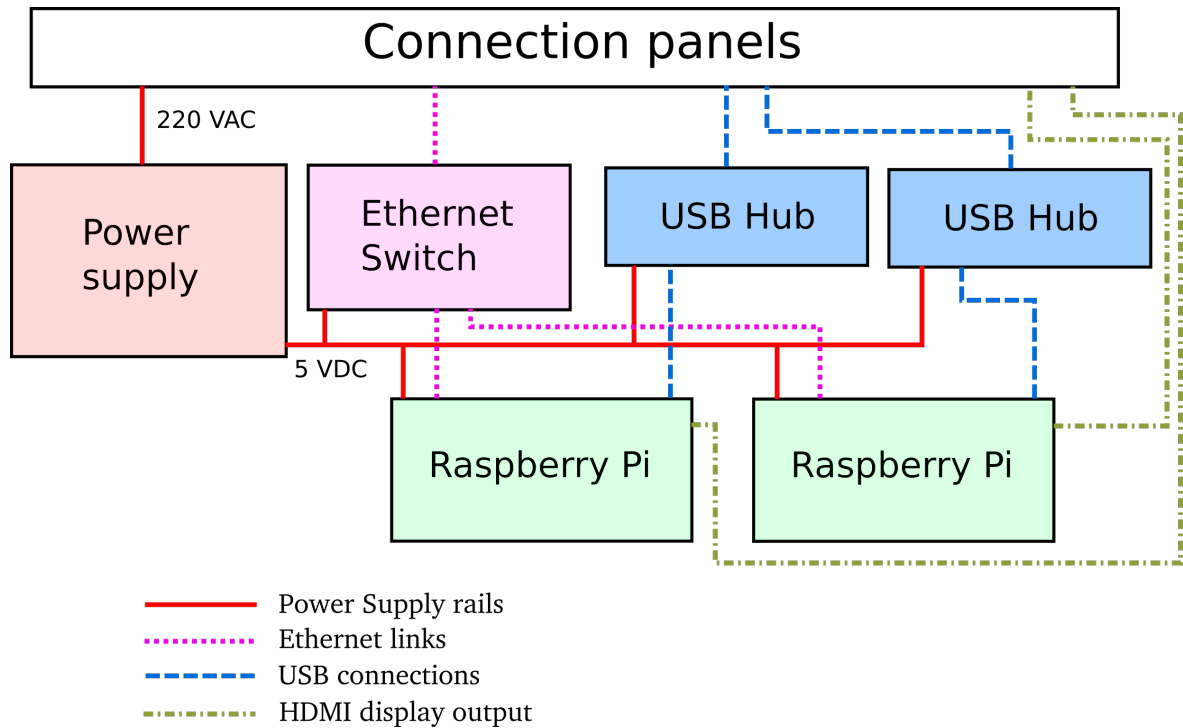 Connection panels
220 VAC
Power
supply
Ethernet
Switch
USB Hub
USB Hub
5 VDC
Raspberry Pi
Raspberry Pi
Power Supply rails
Ethernet links
USB connections
HDMI display output